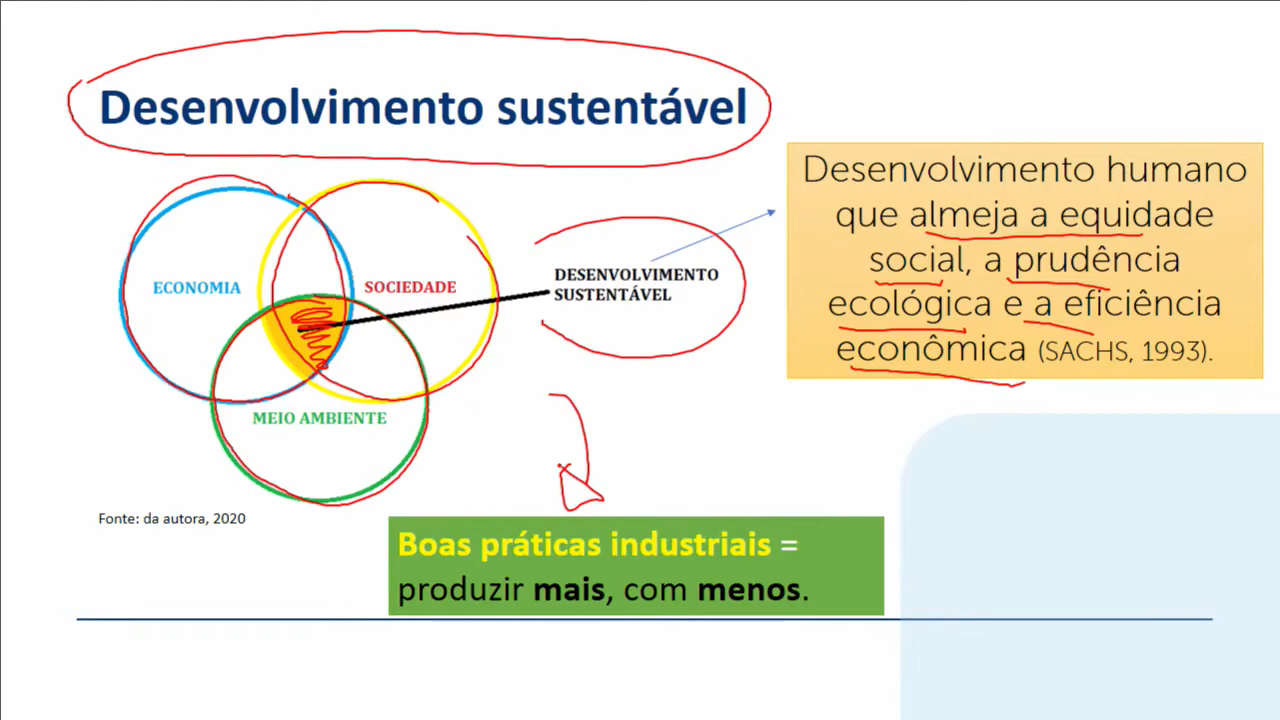 Desenvolvimento sustentável
ECONOMIA
SOCIEDADE
MEIO AMBIENTE
DESENVOLVIMENTO
SUSTENTÁVEL
Desenvolvimento humano
que almeja a equidade
social, a prudência
ecológica e a eficiência
econômica (SACHS, 1993).
Fonte: da autora, 2020
Boas práticas industriais =
produzir mais, com menos.